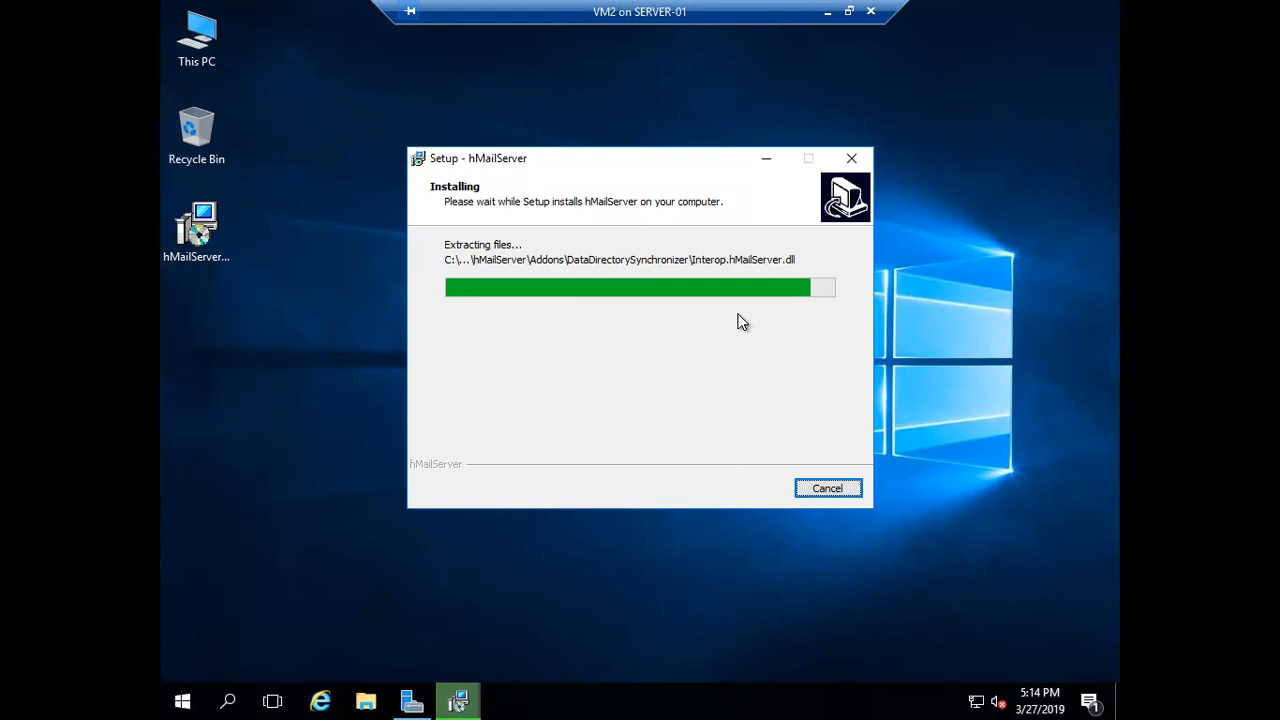 VM2 on SERVER-01
This PC
Recycle Bin
hMailServer...
Setup - hMailServer
Installing
Please wait while Setup installs hMailServer on your computer.
Extracting files...
C:\...\hMailServer\Addons\DataDirectorySynchronizer\Interop.hMailServer.dll
hMailServer
Cancel
5:14 PM
3/27/2019
1